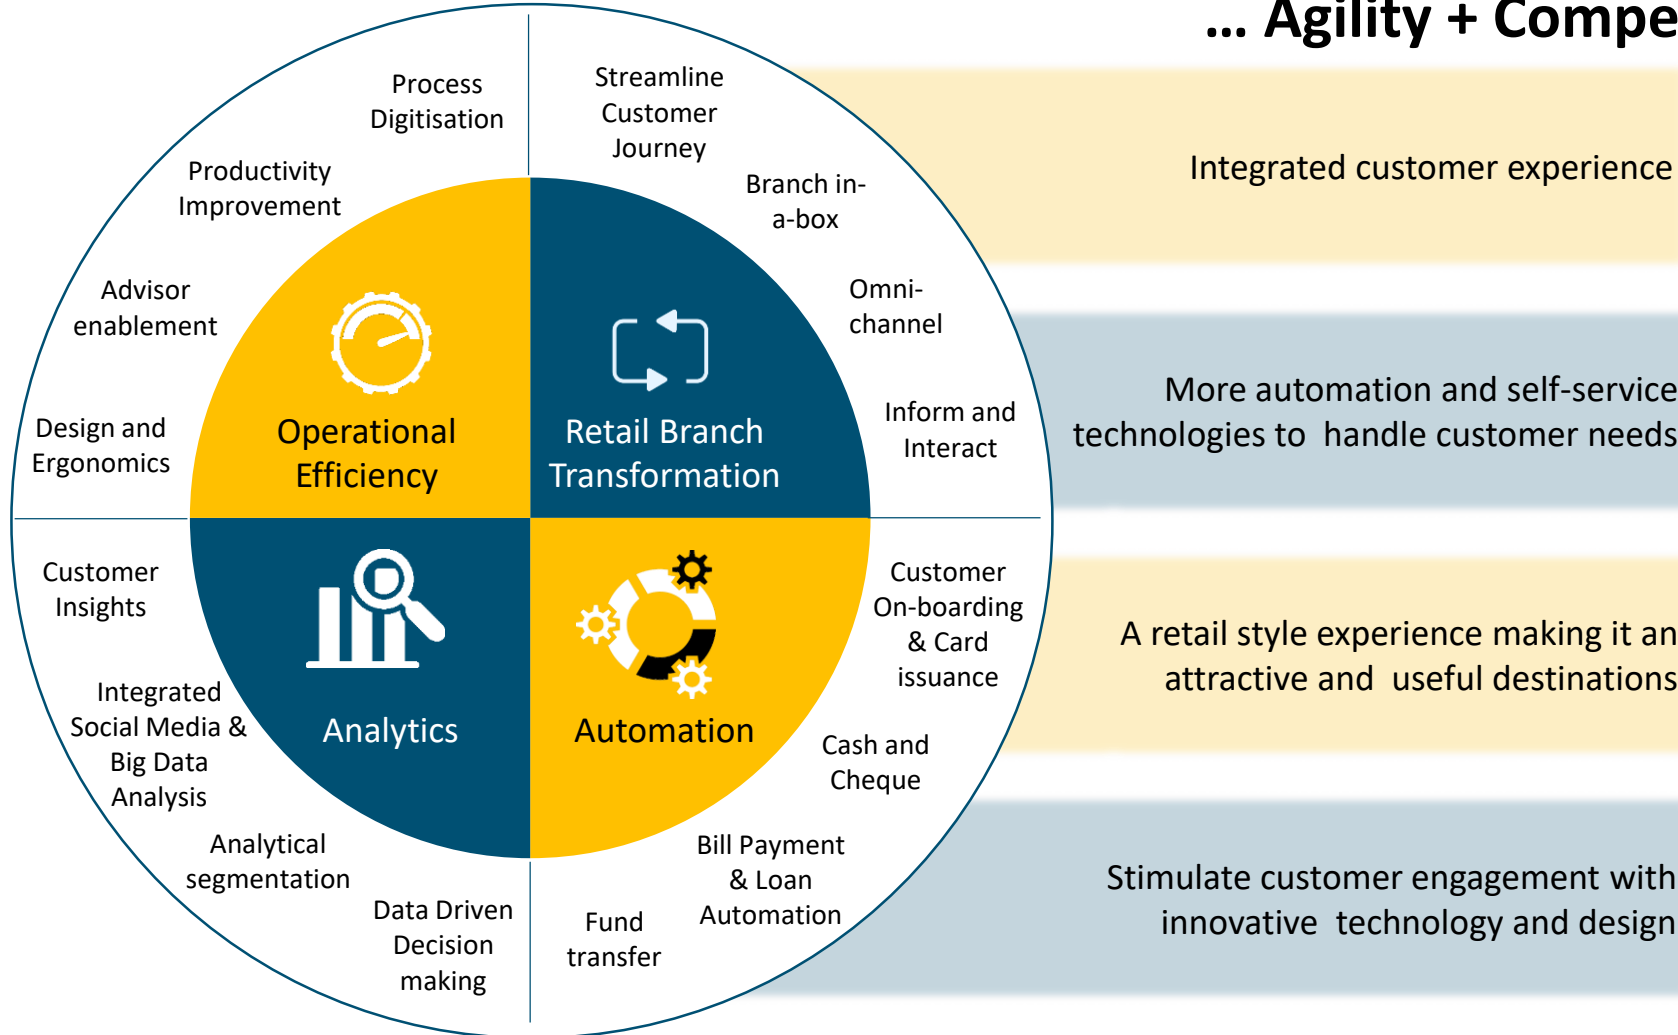 … Agility + Compe
Process
Digitisation
Productivity
Improvement
Advisor
enablement
Design and
Ergonomics
Streamline
Customer
Journey
Branch in-
a-box
Omni-
channel
Inform and
Interact
Operational
Efficiency
Retail Branch
Transformation
Analytics
Automation
Customer
Insights
Integrated
Social Media &
Big Data
Analysis
Analytical
segmentation
Data Driven
Decision
making
Customer
On-boarding
& Card
issuance
Cash and
Cheque
Bill Payment
& Loan
Automation
Fund
transfer
Integrated customer experience
More automation and self-service
technologies to  handle customer needs
A retail style experience making it an
attractive and  useful destinations
Stimulate customer engagement with
innovative  technology and design